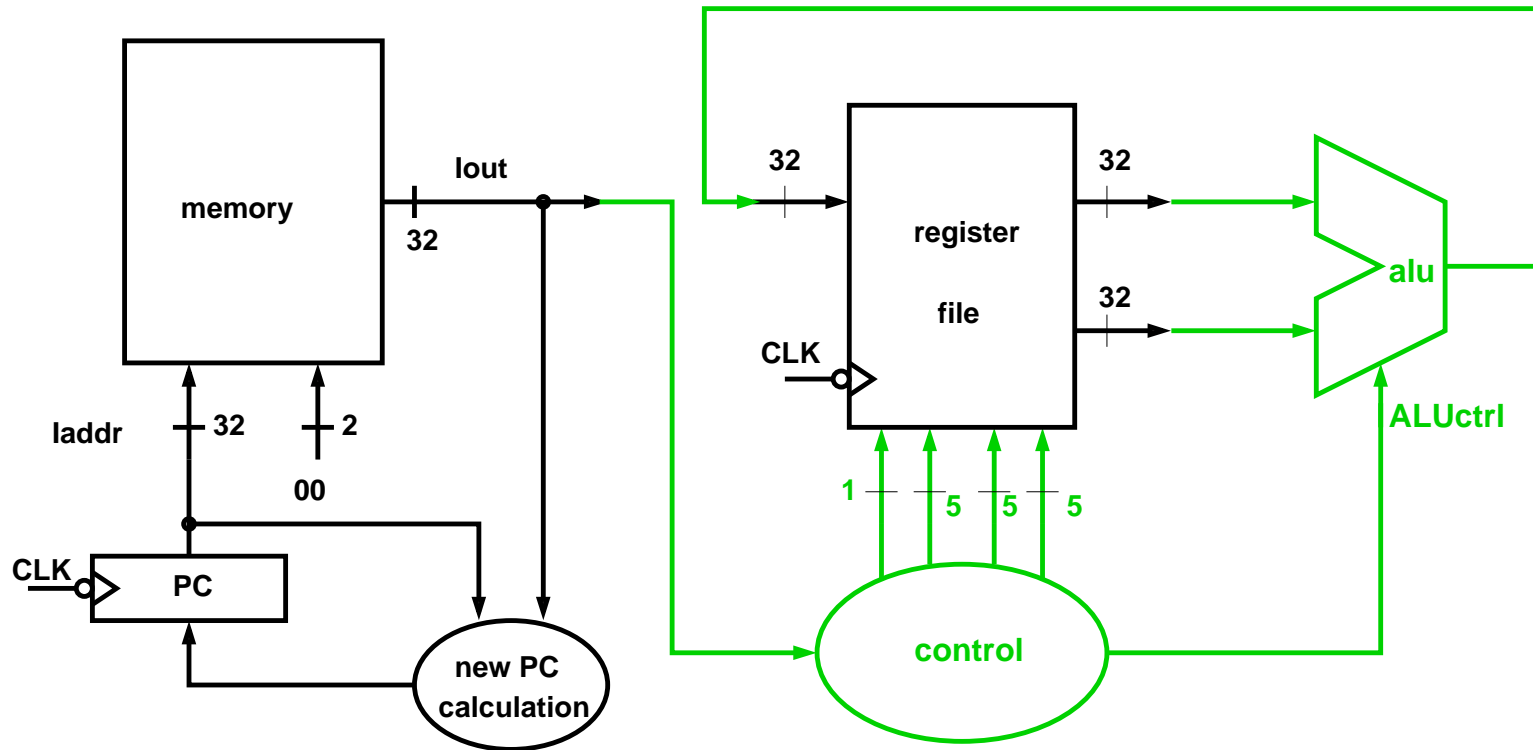 memory
Iout
32
Iaddr
32
2
00
CLK
PC
new PC
calculation
32
register
file
CLK
32
32
alu
ALUctrl
1
5
5
5
control